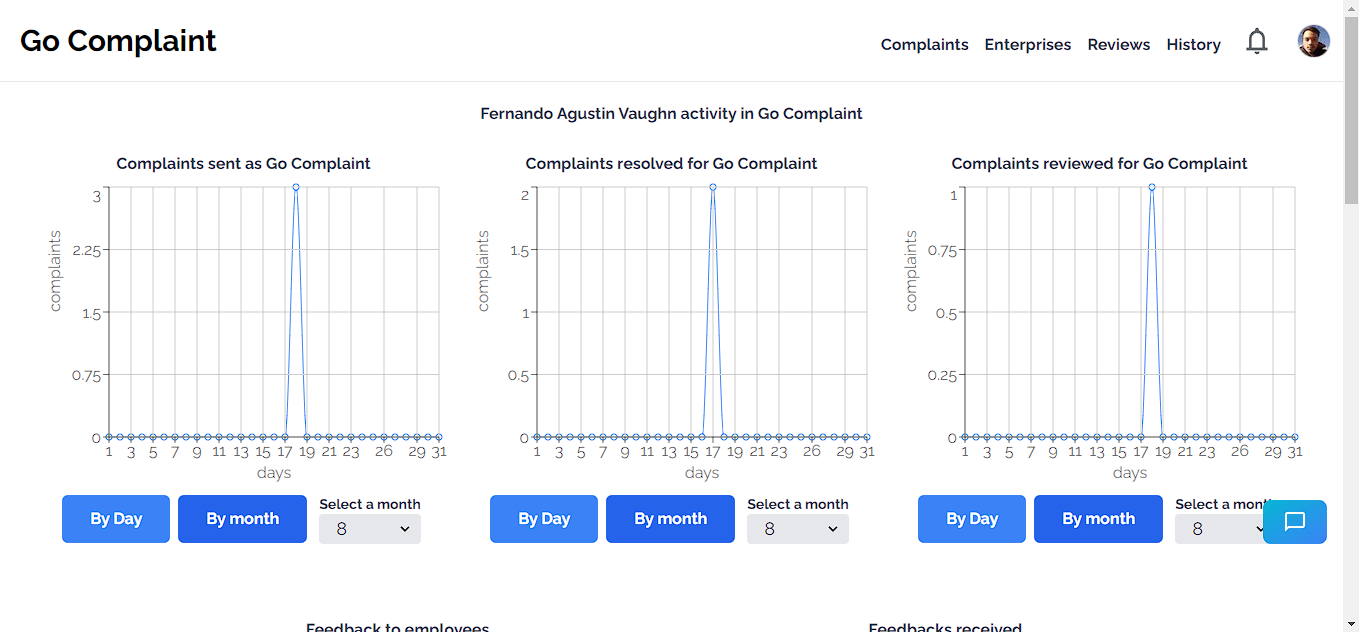 Go Complaint
Complaints Enterprises Reviews History
Fernando Agustin Vaughn activity in Go Complaint
Complaints sent as Go Complaint
3
2.25
1.5
0.75
0
complaints
1 3 5 7 9 11 13 15 17 19 21 23 26 29 31
days
By Day By month
Select a month
8
Complaints resolved for Go Complaint
2
1.5
1
0.5
0
complaints
1 3 5 7 9 11 13 15 17 19 21 23 26 29 31
days
By Day By month
Select a month
8
Complaints reviewed for Go Complaint
1
0.75
0.5
0.25
0
complaints
1 3 5 7 9 11 13 15 17 19 21 23 26 29 31
days
By Day By month
Select a mont
8
Feedback to employees
Feedbacks received